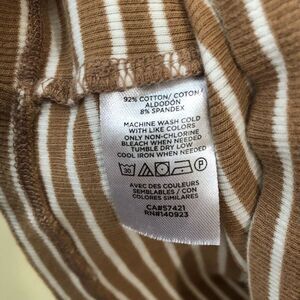 92% COTTON/ COTON/
ALGODÓN
8% SPANDEX
MACHINE WASH COLD
WITH LIKE COLORS
ONLY NON-CHLORINE
BLEACH WHEN NEEDED
TUMBLE DRY LOW
COOL IRON WHEN NEEDED
30 P
AVEC DES COULEURS
SEMBLABLES / CON
COLORES SIMILARES
CA#57421
RN#140923